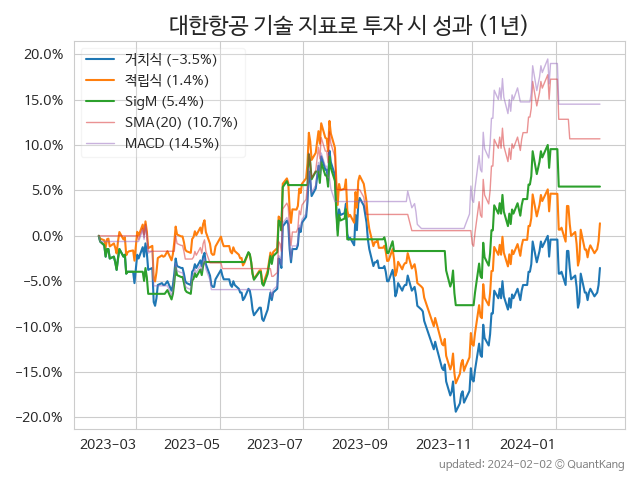 대한항공 기술 지표로 투자 시 성과 (1년)
20.0%
15.0%
10.0%
5.0%
0.0%
−5.0%
−10.0%
−15.0%
−20.0%
거치식 (−3.5%)
적립식 (1.4%)
SigM (5.4%)
SMA(20) (10.7%)
MACD (14.5%)
2023-03
2023-05
2023-07
2023-09
2023-11
2024-01
updated: 2024-02-02 © QuantKang